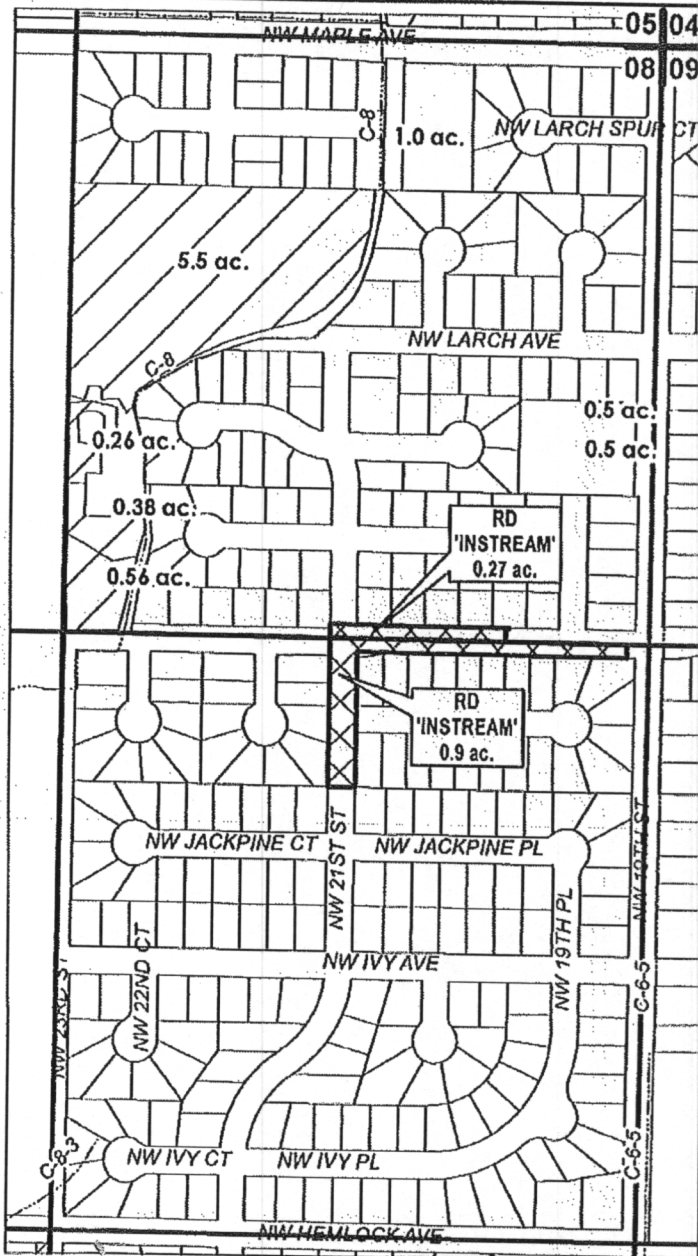 05 04
NW MAPLE AVE
08 09
C-8
1.0 ac.
NW LARCH SPUR CT
5.5 ac.
NW LARCH AVE
C-8
0.5 ac.
0.26 ac.
0.5 ac.
0.38 ac.
RD
'INSTREAM'
0.27 ac.
0.56 ac.
RD
'INSTREAM'
0.9 ac.
NW JACKPINE CT
NW JACKPINE PL
NW 21ST ST
NW 19TH ST
NW IVY AVE
NW 19TH PL
NW 22ND CT
NW 23RD ST
C-6-5
NW IVY CT
NW IVY PL
C-8-3
C-6-5
NW HEMLOCK AVE